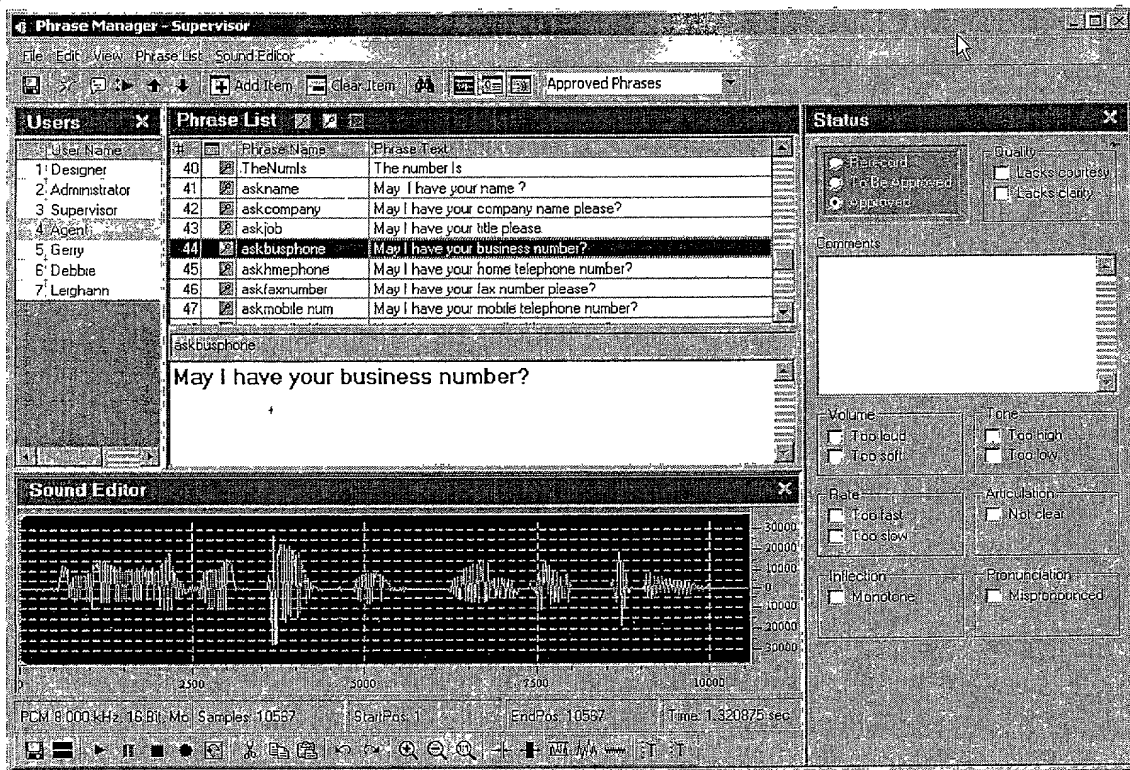 Phrase Manager - Supervisor
File Edit View Phrase List Sound Editor
Add Item Clear Item Approved Phrases
Users
User Name
1 Designer
2 Administrator
3 Supervisor
4 Agent
5 Gerry
6 Debbie
7 Leighann
Phrase List
# Phrase Name Phrase Text
40 .TheNumIs The number Is
41 askname May I have your name ?
42 askcompany May I have your company name please?
43 askjob May I have your title please.
44 askbusphone May I have your business number?
45 askhmephone May I have your home telephone number?
46 askfaxnumber May I have your fax number please?
47 askmobile num May I have your mobile telephone number?
askbusphone
May I have your business number?
Status
Rerecord
To Be Approved
Approved
Quality
Lacks courtesy
Lacks clarity
Comments
Volume
Too loud
Too soft
Tone
Too high
Too low
Rate
Too fast
Too slow
Articulation
Not clear
Inflection
Monotone
Pronunciation
Mispronounced
Sound Editor
30000
20000
10000
0
10000
20000
30000
2500 5000 7500 10000
PCM 8.000 kHz, 16 Bit, Mo Samples: 10567 StartPos: 1 EndPos: 10567 Time: 1.320875 sec